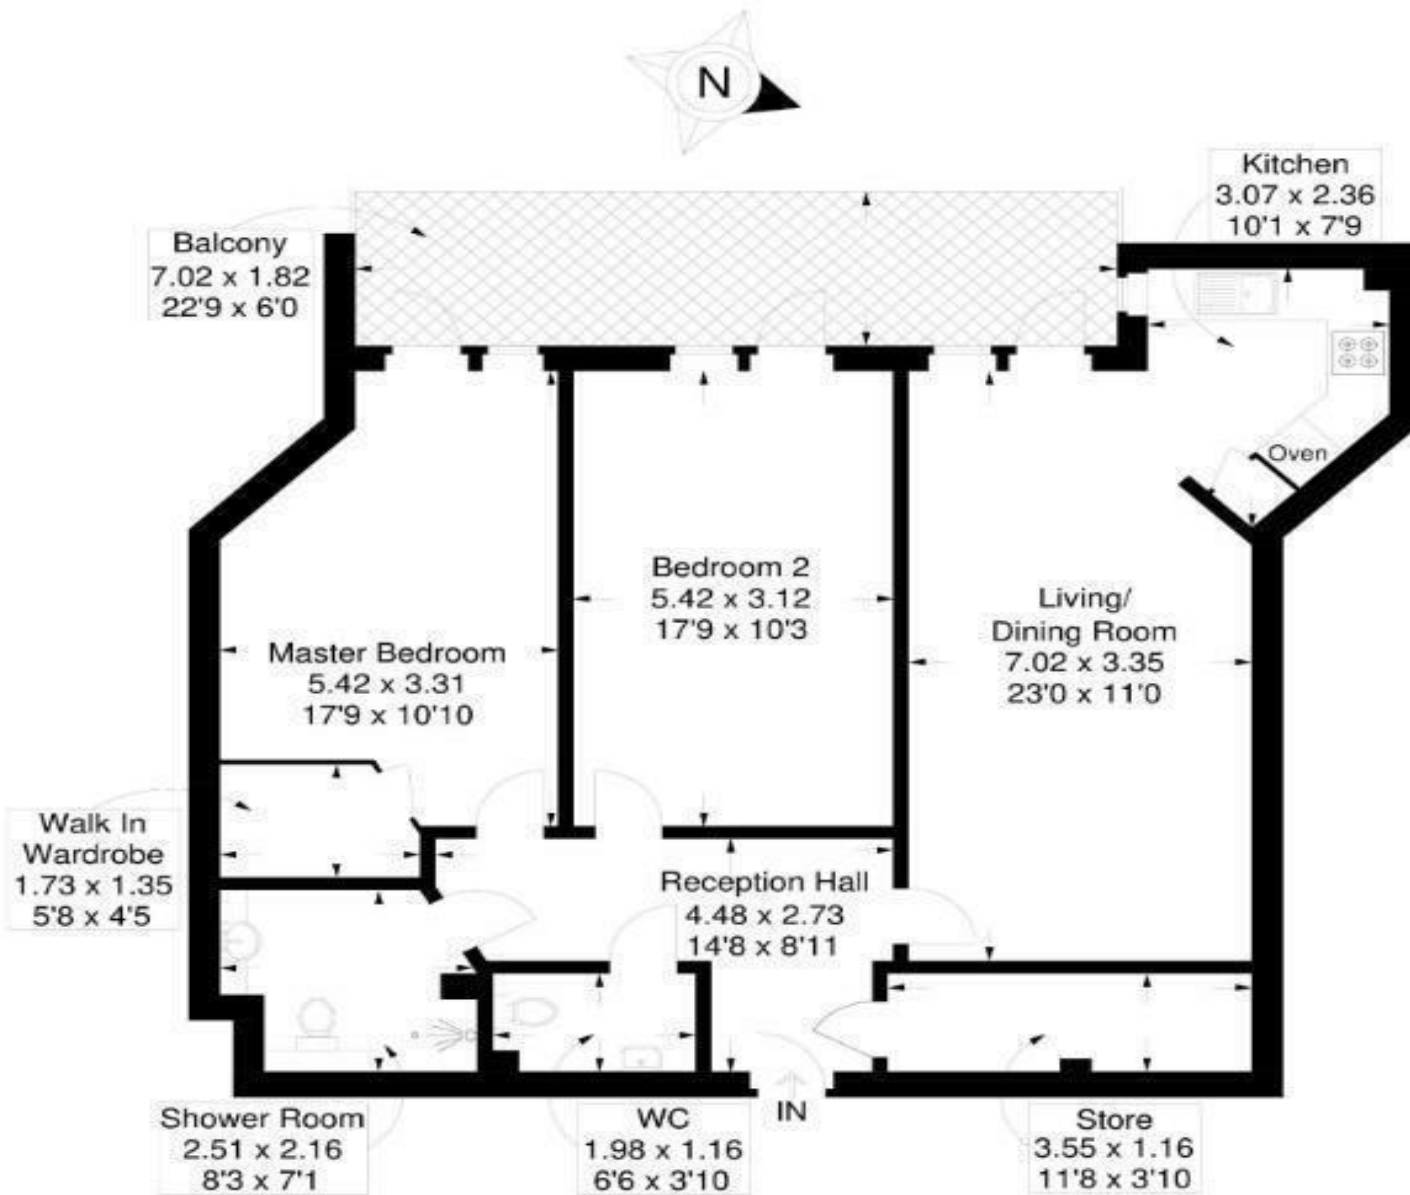 N
Kitchen
3.07 x 2.36
10'1 x 7'9
Balcony
7.02 x 1.82
22'9 x 6'0
Oven
Bedroom 2
5.42 x 3.12
17'9 x 10'3
Living/
Dining Room
7.02 x 3.35
23'0 x 11'0
Master Bedroom
5.42 x 3.31
17'9 x 10'10
Walk In
Wardrobe
1.73 x 1.35
5'8 x 4'5
Reception Hall
4.48 x 2.73
14'8 x 8'11
IN
Shower Room
2.51 x 2.16
8'3 x 7'1
WC
1.98 x 1.16
6'6 x 3'10
Store
3.55 x 1.16
11'8 x 3'10